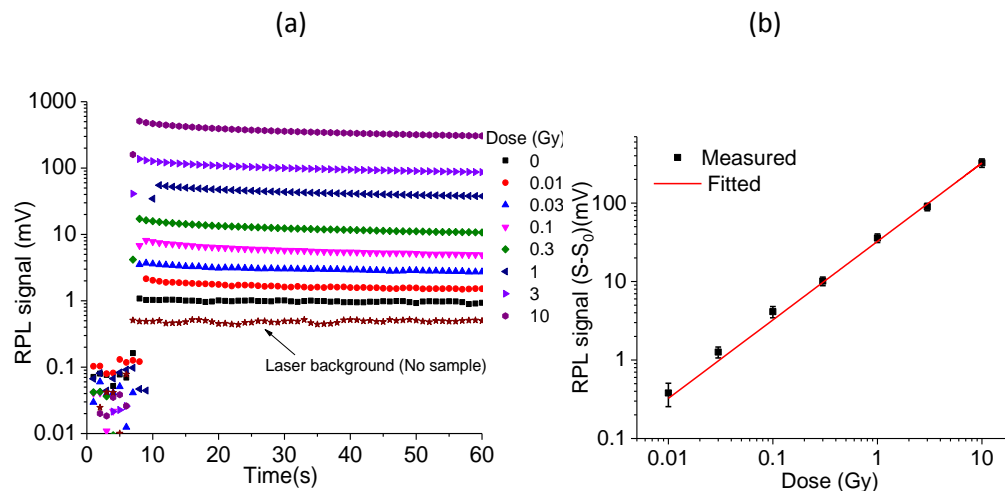 (a)
(b)
1000
100
10
1
0.1
0.01
RPL signal (mV)
0 10 20 30 40 50 60
Time(s)
Laser background (No sample)
Dose (Gy)
0
0.01
0.03
0.1
0.3
1
3
10
Measured
Fitted
100
10
1
0.1
RPL signal (S-S₀)(mV)
0.01 0.1 1 10
Dose (Gy)